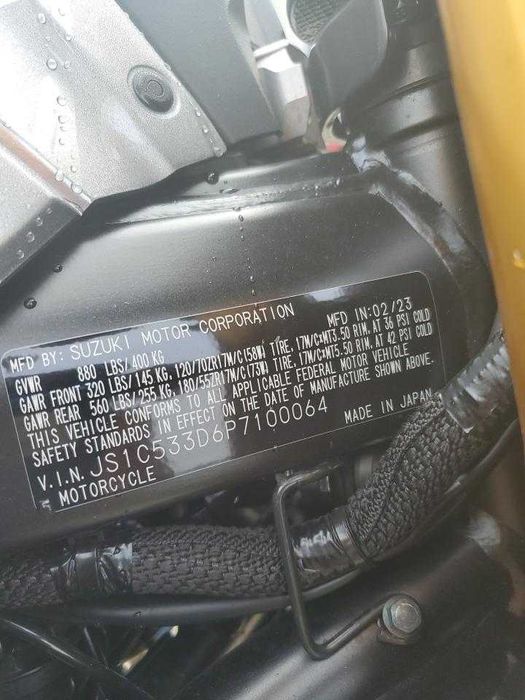 MFD BY: SUZUKI MOTOR CORPORATION MFD IN:02/23
GVWR 880 LBS/400 KG
GAWR FRONT 320 LBS/145 KG, 120/70ZR17M/C(58W) TIRE, 17M/C×MT3.50 RIM, AT 36 PSI COLD
GAWR REAR 560 LBS/255 KG, 180/55ZR17M/C(73W) TIRE, 17M/C×MT5.50 RIM, AT 42 PSI COLD
THIS VEHICLE CONFORMS TO ALL APPLICABLE FEDERAL MOTOR VEHICLE
SAFETY STANDARDS IN EFFECT ON THE DATE OF MANUFACTURE SHOWN ABOVE.
V.I.N. JS1C533D6P7100064 MADE IN JAPAN
MOTORCYCLE